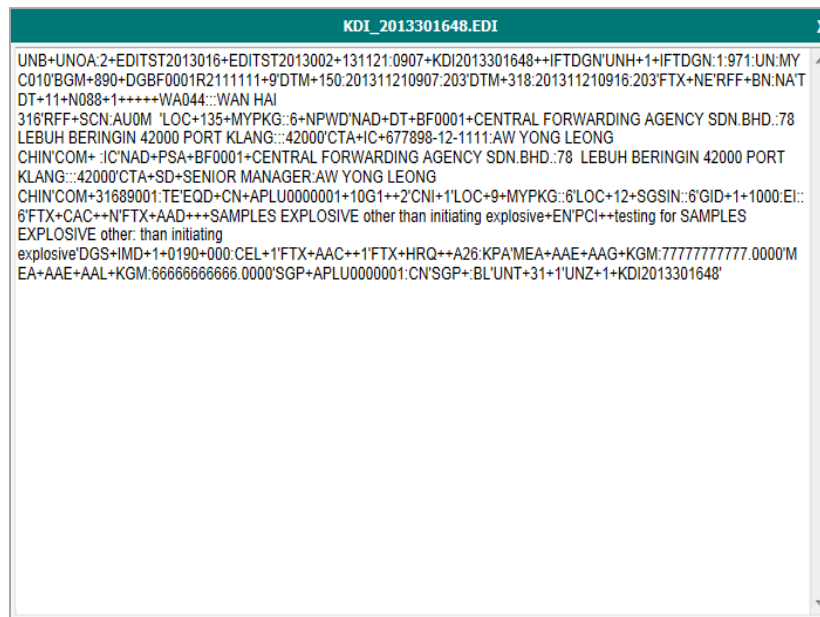 KDI_2013301648.EDI
UNB+UNOA:2+EDITST2013016+EDITST2013002+131121:0907+KDI2013301648++IFTDGN'UNH+1+IFTDGN:1:971:UN:MY
C010'BGM+890+DGBF0001R2111111+9'DTM+150:201311210907:203'DTM+318:201311210916:203'FTX+NE'RFF+BN:NA'T
DT+11+N088+1+++++WA044:::WAN HAI
316'RFF+SCN:AU0M  'LOC+135+MYPKG::6+NPWD'NAD+DT+BF0001+CENTRAL FORWARDING AGENCY SDN.BHD.:78
LEBUH BERINGIN 42000 PORT KLANG:::42000'CTA+IC+677898-12-1111:AW YONG LEONG
CHIN'COM+ :IC'NAD+PSA+BF0001+CENTRAL FORWARDING AGENCY SDN.BHD.:78  LEBUH BERINGIN 42000 PORT
KLANG:::42000'CTA+SD+SENIOR MANAGER:AW YONG LEONG
CHIN'COM+31689001:TE'EQD+CN+APLU0000001+10G1++2'CNI+1'LOC+9+MYPKG::6'LOC+12+SGSIN::6'GID+1+1000:EI::
6'FTX+CAC++N'FTX+AAD+++SAMPLES EXPLOSIVE other than initiating explosive+EN'PCI++testing for SAMPLES
EXPLOSIVE other: than initiating
explosive'DGS+IMD+1+0190+000:CEL+1'FTX+AAC++1'FTX+HRQ++A26:KPA'MEA+AAE+AAG+KGM:77777777777.0000'M
EA+AAE+AAL+KGM:66666666666.0000'SGP+APLU0000001:CN'SGP+:BL'UNT+31+1'UNZ+1+KDI2013301648'